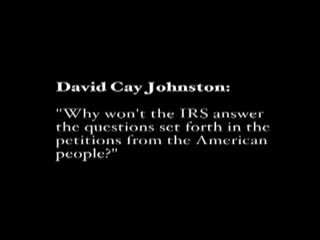 David Cay Johnston:
"Why won't the IRS answer
the questions set forth in the
petitions from the American
people?"